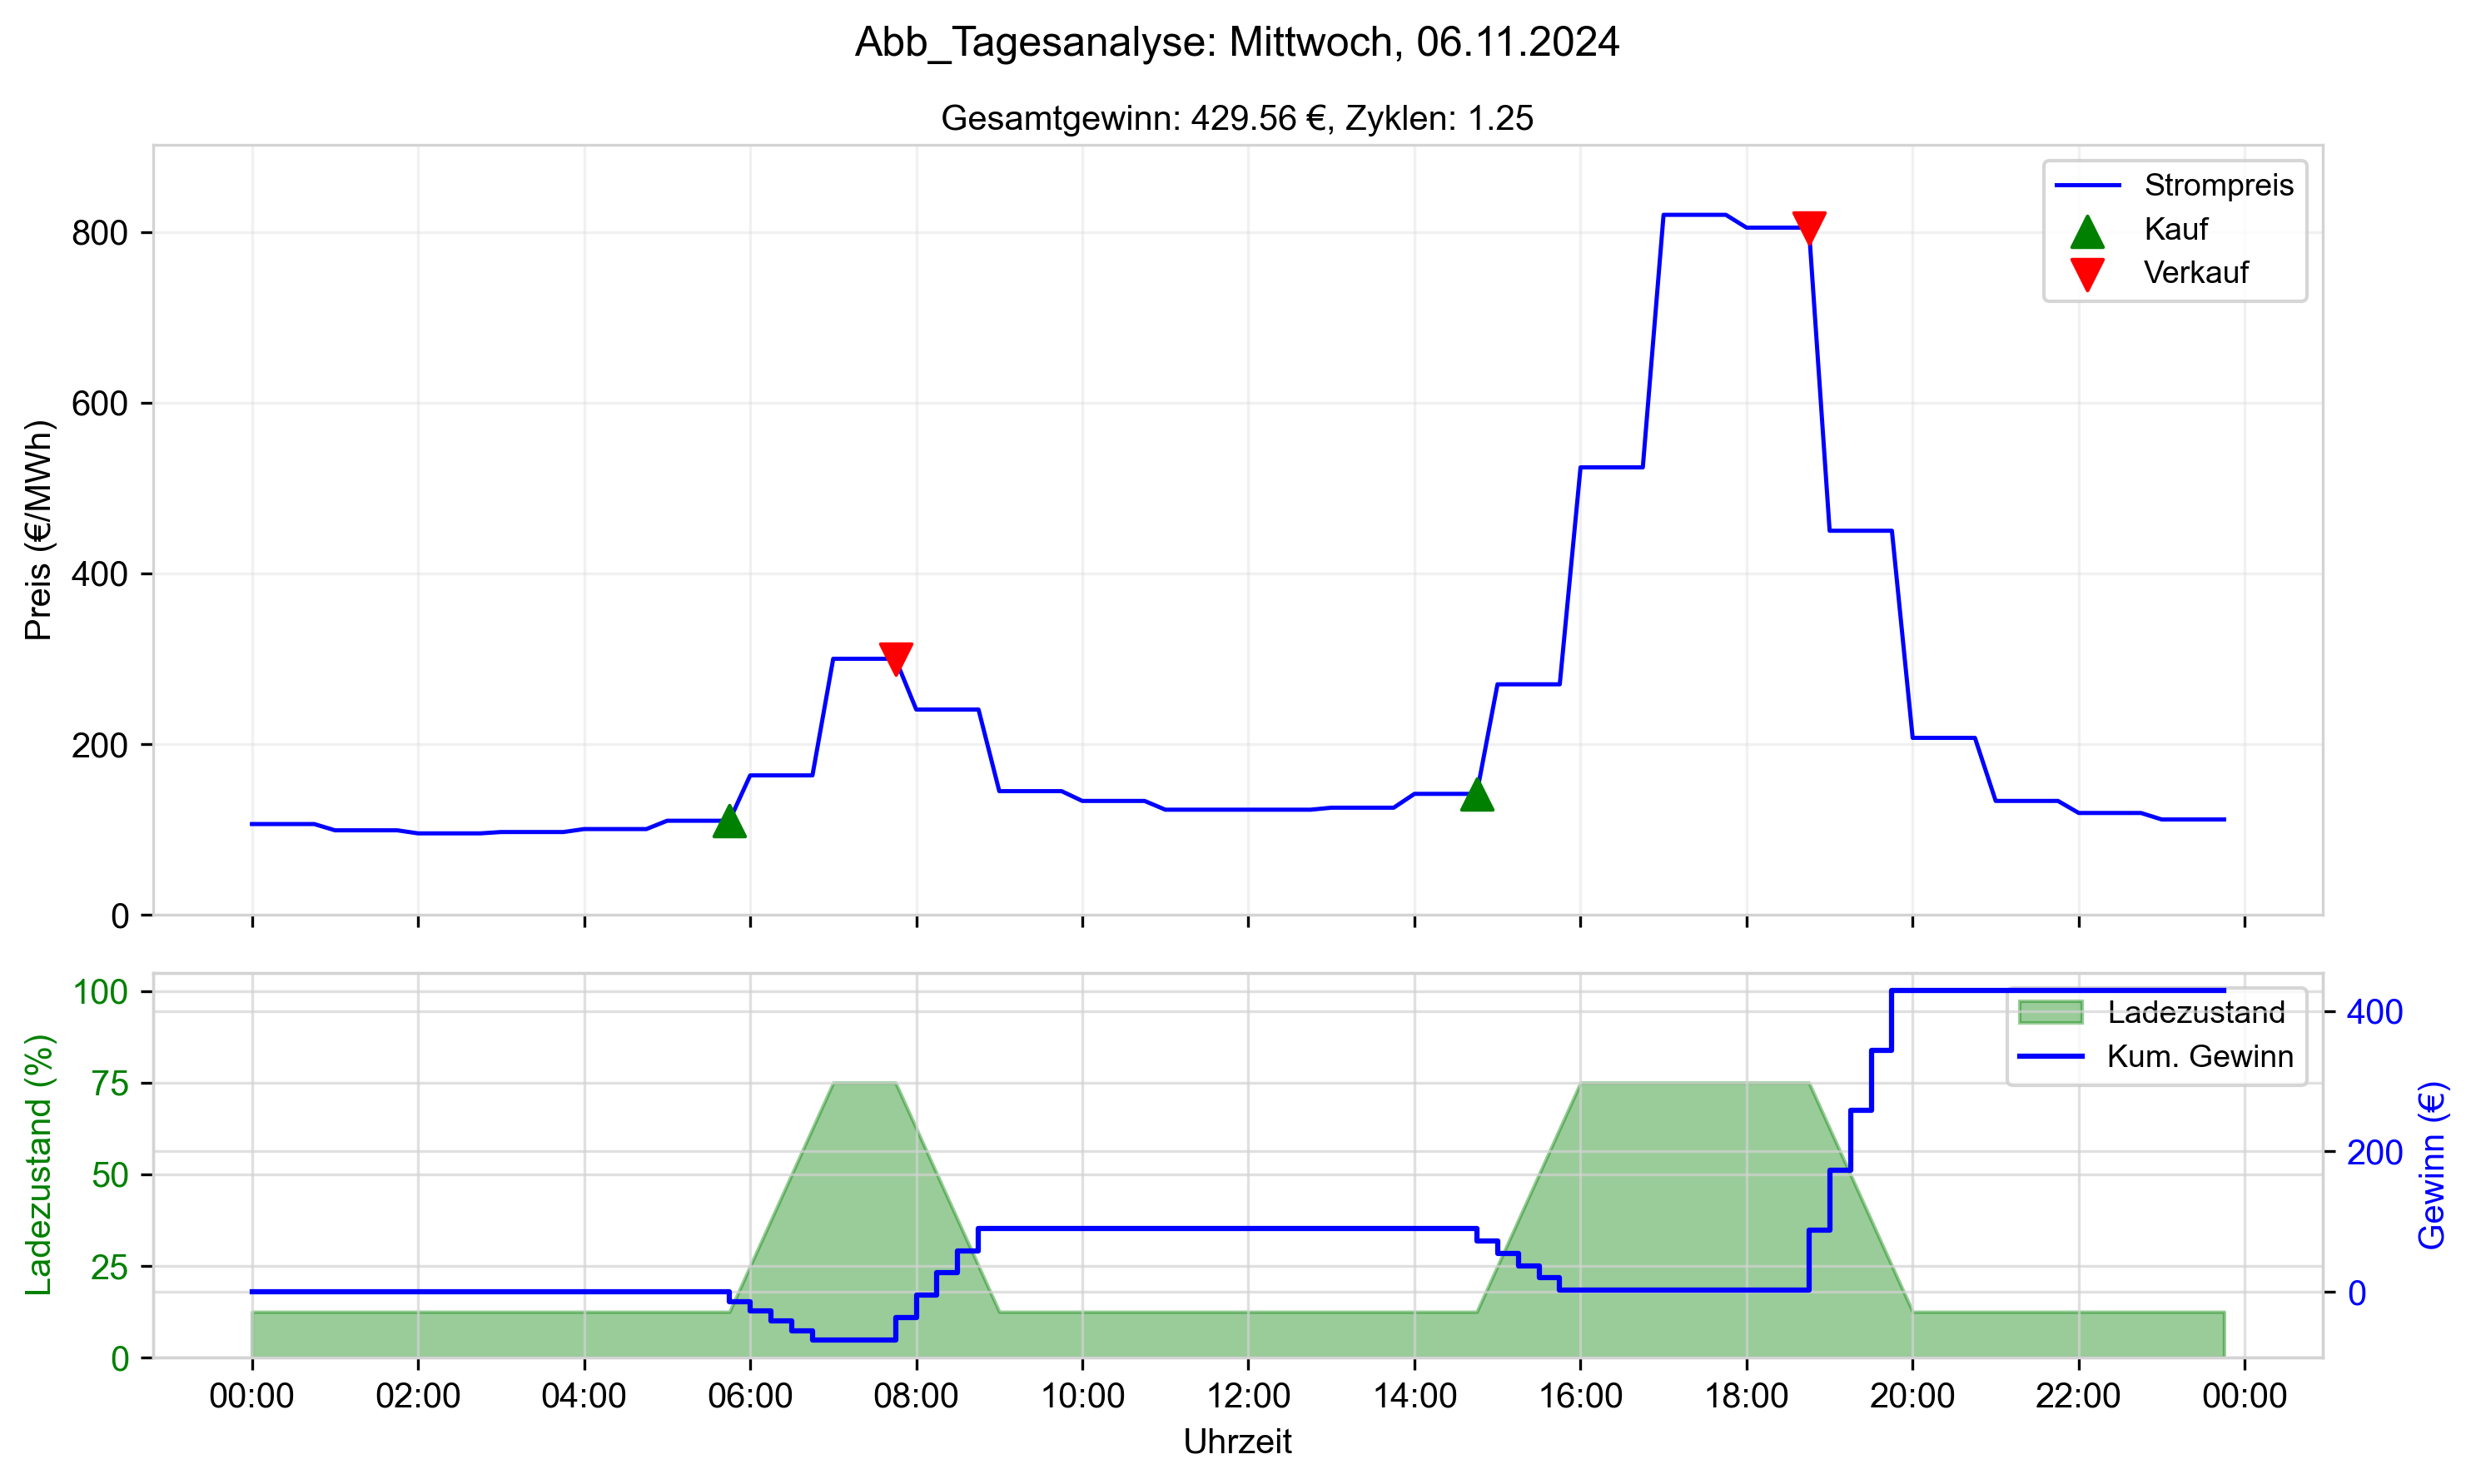 Abb_Tagesanalyse: Mittwoch, 06.11.2024
Gesamtgewinn: 429.56 €, Zyklen: 1.25
Preis (€/MWh)
800
600
400
200
0
Strompreis
Kauf
Verkauf
Ladezustand (%)
100
75
50
25
0
Ladezustand
Kum. Gewinn
400
200
0
Gewinn (€)
00:00 02:00 04:00 06:00 08:00 10:00 12:00 14:00 16:00 18:00 20:00 22:00 00:00
Uhrzeit